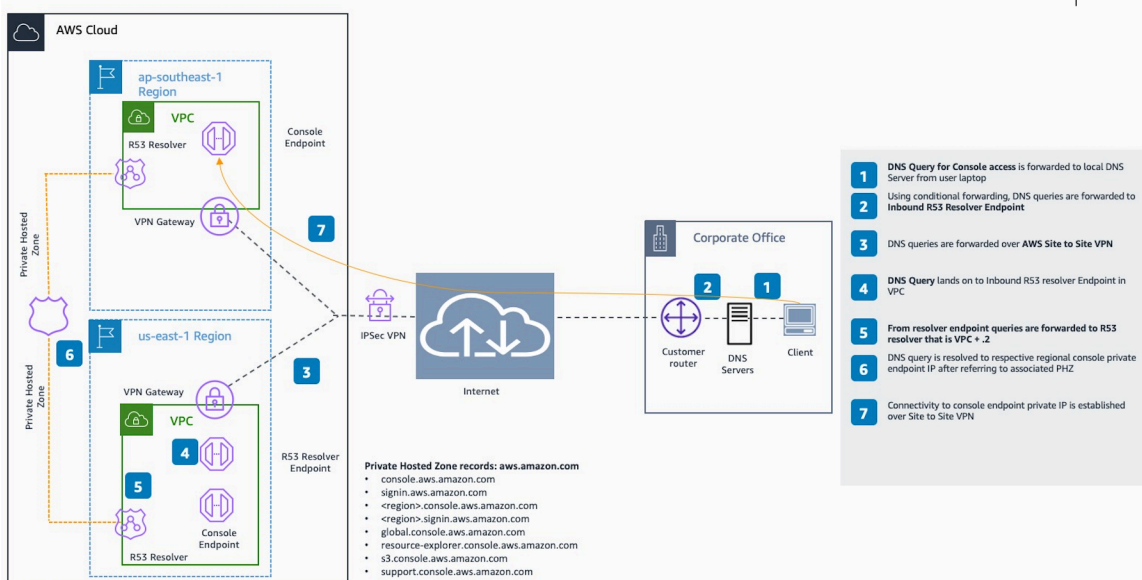 AWS Cloud
ap-southeast-1
Region
VPC
R53 Resolver
Console
Endpoint
VPN Gateway
7
Private Hosted
Zone
6
us-east-1 Region
VPN Gateway
3
Private Hosted
Zone
VPC
4
R53 Resolver
Endpoint
5
Console
Endpoint
R53 Resolver
IPSec VPN
Internet
Corporate Office
2
1
Customer
router
DNS
Servers
Client
Private Hosted Zone records: aws.amazon.com
• console.aws.amazon.com
• signin.aws.amazon.com
• <region>.console.aws.amazon.com
• <region>.signin.aws.amazon.com
• global.console.aws.amazon.com
• resource-explorer.console.aws.amazon.com
• s3.console.aws.amazon.com
• support.console.aws.amazon.com
1 DNS Query for Console access is forwarded to local DNS
Server from user laptop
2 Using conditional forwarding, DNS queries are forwarded to
Inbound R53 Resolver Endpoint
3 DNS queries are forwarded over AWS Site to Site VPN
4 DNS Query lands on to Inbound R53 resolver Endpoint in
VPC
5 From resolver endpoint queries are forwarded to R53
resolver that is VPC + .2
6 DNS query is resolved to respective regional console private
endpoint IP after referring to associated PHZ
7 Connectivity to console endpoint private IP is established
over Site to Site VPN